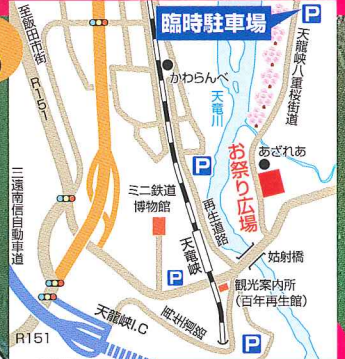 臨時駐車場
P
至飯田市街
R151
かわらんべ
天竜川
天龍峡八重桜街道
あざれあ
お祭り広場
P
三遠南信自動車道
ミニ鉄道
博物館
再生道路
天竜峡
姑射橋
P
観光案内所
(百年再生館)
天龍峡I.C
再生道路
P
R151